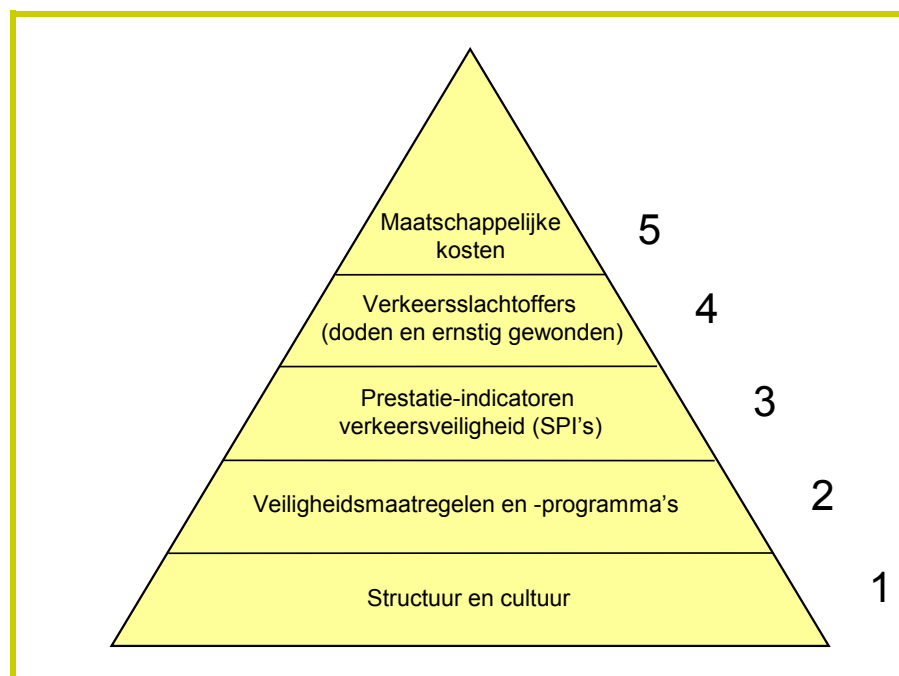 Maatschappelijke
kosten
5
Verkeersslachtoffers
(doden en ernstig gewonden)
4
Prestatie-indicatoren
verkeersveiligheid (SPI’s)
3
Veiligheidsmaatregelen en -programma’s
2
Structuur en cultuur
1